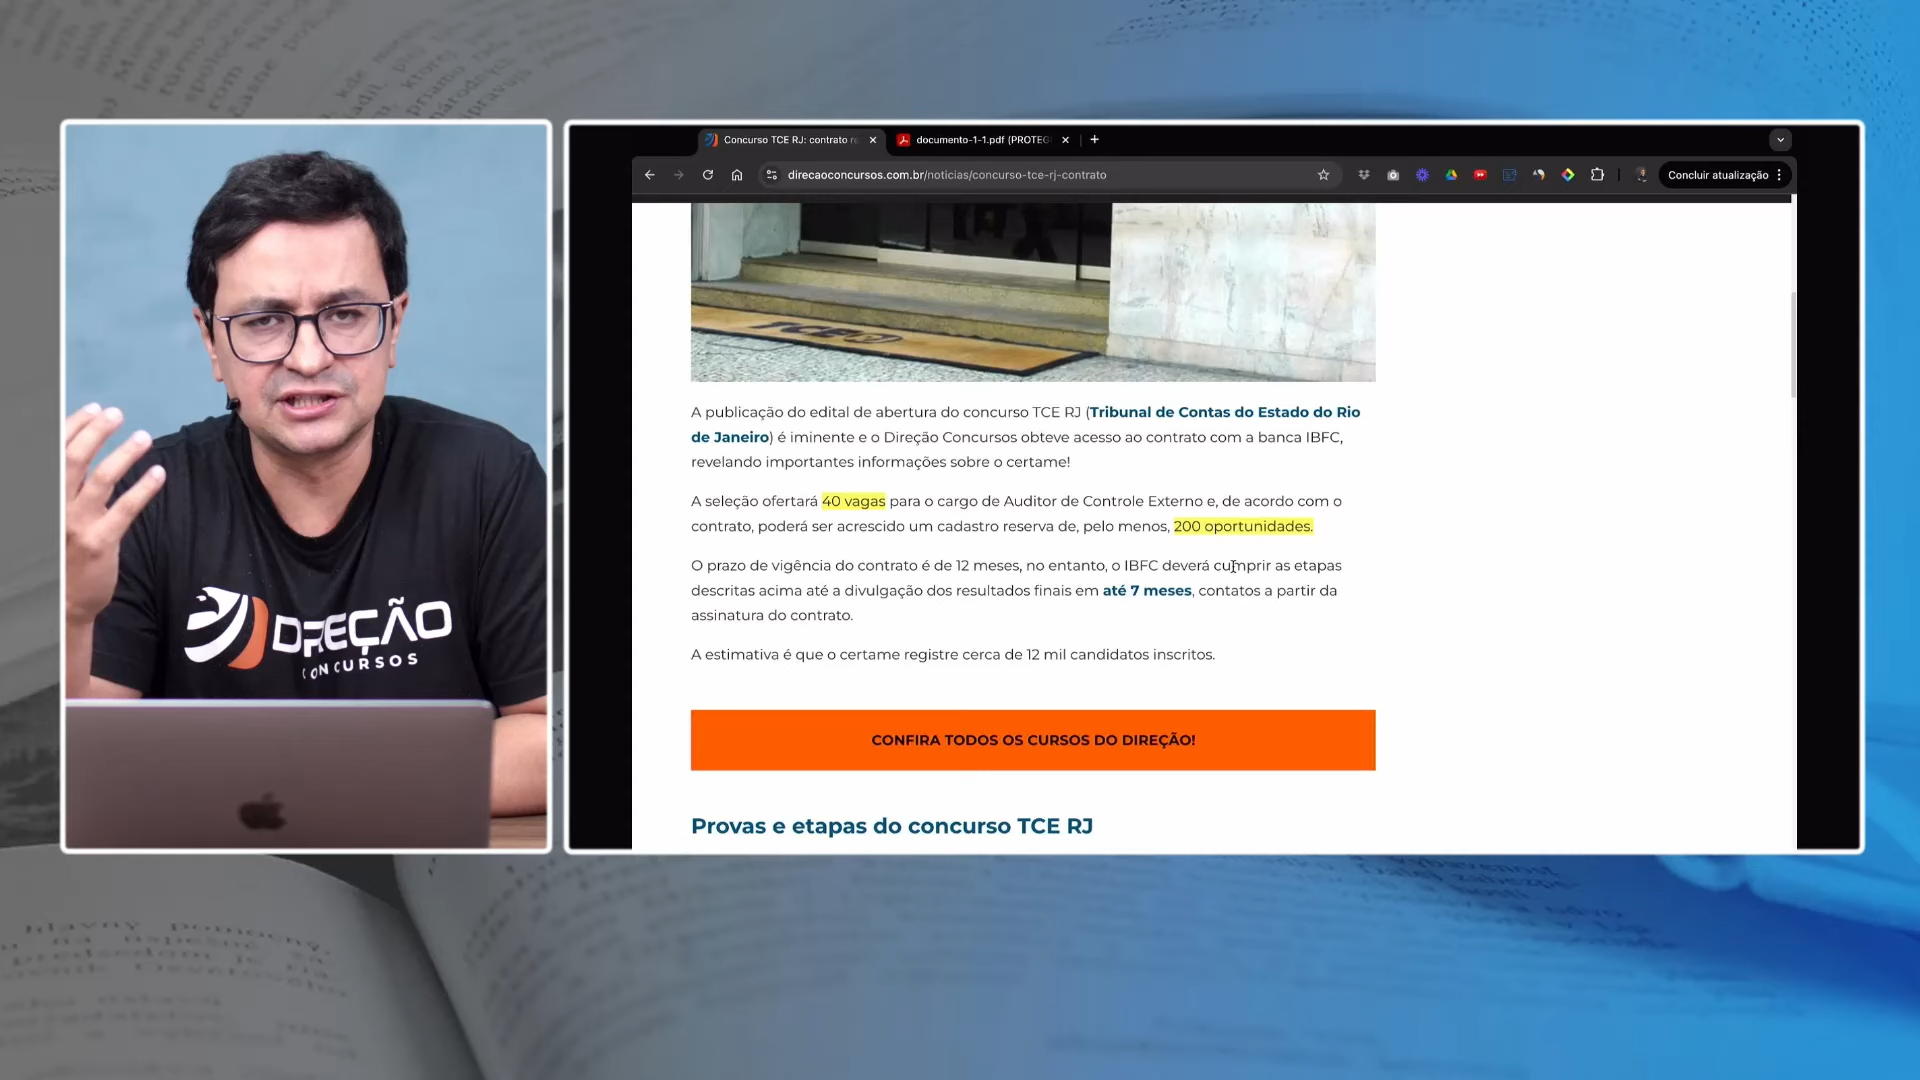 Concurso TCE RJ: contrato re
documento-1-1.pdf (PROTEG
direcaoconcursos.com.br/noticias/concurso-tce-rj-contrato
Concluir atualização
TCE
A publicação do edital de abertura do concurso TCE RJ (Tribunal de Contas do Estado do Rio
de Janeiro) é iminente e o Direção Concursos obteve acesso ao contrato com a banca IBFC,
revelando importantes informações sobre o certame!
A seleção ofertará 40 vagas para o cargo de Auditor de Controle Externo e, de acordo com o
contrato, poderá ser acrescido um cadastro reserva de, pelo menos, 200 oportunidades.
O prazo de vigência do contrato é de 12 meses, no entanto, o IBFC deverá cumprir as etapas
descritas acima até a divulgação dos resultados finais em até 7 meses, contatos a partir da
assinatura do contrato.
A estimativa é que o certame registre cerca de 12 mil candidatos inscritos.
CONFIRA TODOS OS CURSOS DO DIREÇÃO!
Provas e etapas do concurso TCE RJ
DIREÇÃO
CONCURSOS